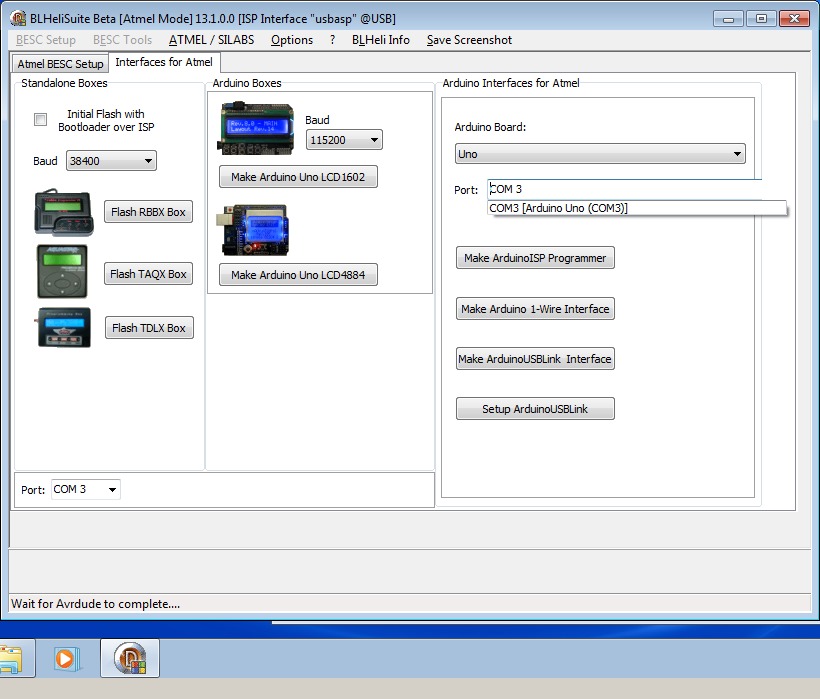 BLHeliSuite Beta [Atmel Mode] 13.1.0.0 [ISP Interface "usbasp" @USB]
BESC Setup BESC Tools ATMEL / SILABS Options ? BLHeli Info Save Screenshot
Atmel BESC Setup Interfaces for Atmel
Standalone Boxes
Initial Flash with
Bootloader over ISP
Baud 38400
Flash RBBX Box
Flash TAQX Box
Flash TDLX Box
Port: COM 3
Arduino Boxes
Rev.8.0 - MAIN
Layout Rev.14
Baud
115200
Make Arduino Uno LCD1602
Make Arduino Uno LCD4884
Arduino Interfaces for Atmel
Arduino Board:
Uno
Port: COM 3
COM3 [Arduino Uno (COM3)]
Make ArduinoISP Programmer
Make Arduino 1-Wire Interface
Make ArduinoUSBLink Interface
Setup ArduinoUSBLink
Wait for Avrdude to complete....